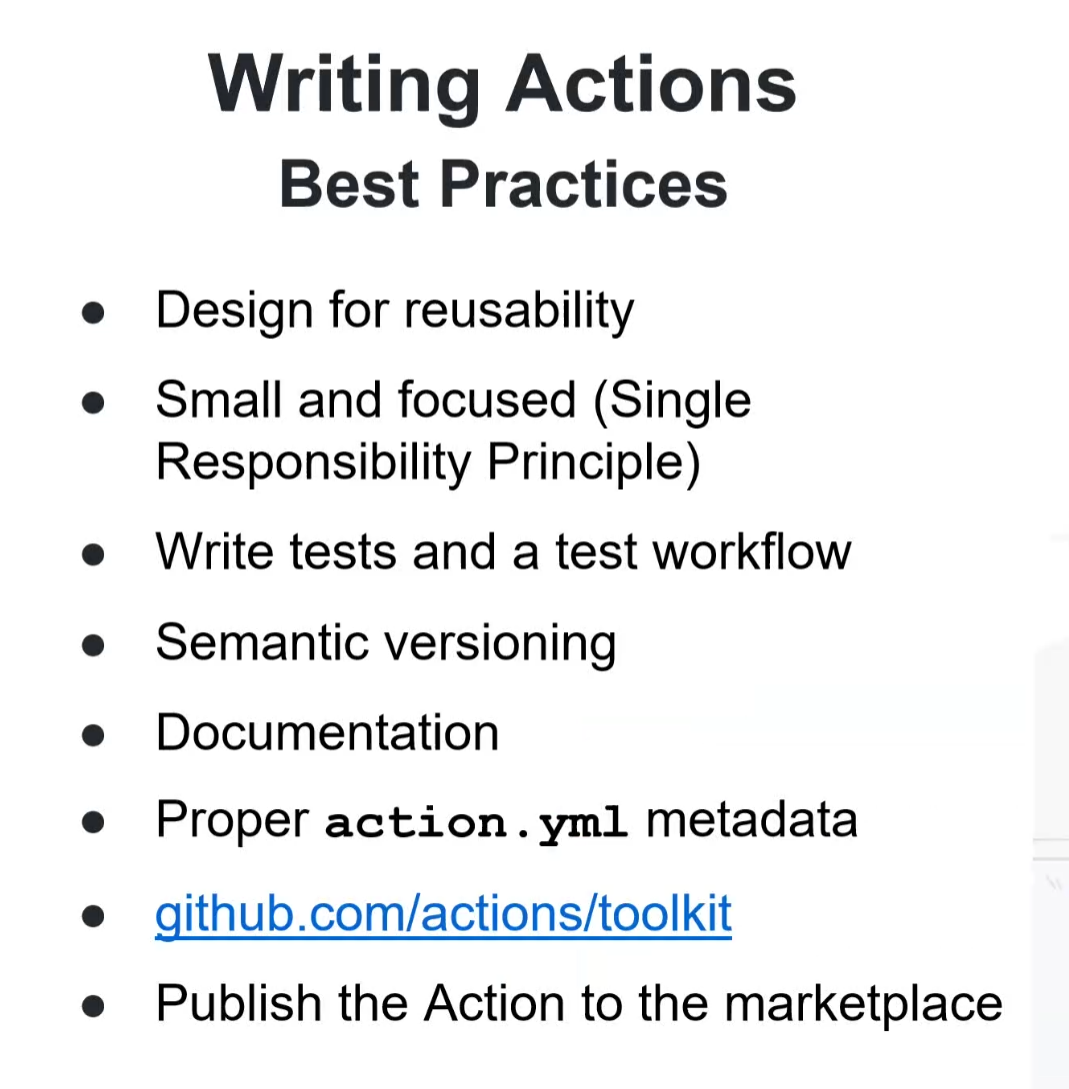 Writing Actions
Best Practices
● Design for reusability
● Small and focused (Single
Responsibility Principle)
● Write tests and a test workflow
● Semantic versioning
● Documentation
● Proper action.yml metadata
● github.com/actions/toolkit
● Publish the Action to the marketplace